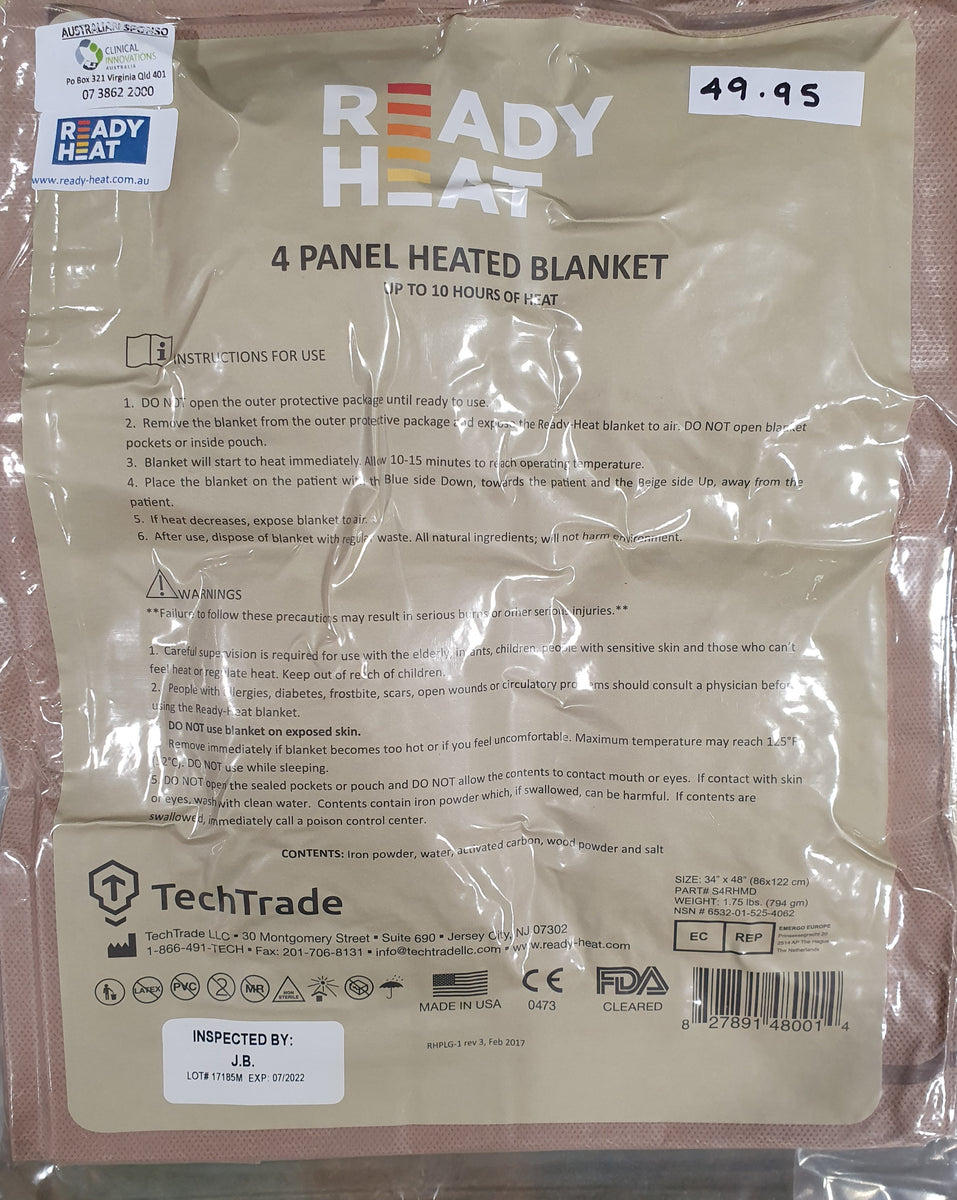 AUSTRALIAN SPONSO
CLINICAL
INNOVATIONS
AUSTRALIA
Po Box 321 Virginia Qld 401
07 3862 2000
READY
HEAT
www.ready-heat.com.au
49.95
READY
HEAT
4 PANEL HEATED BLANKET
UP TO 10 HOURS OF HEAT
INSTRUCTIONS FOR USE
1. DO NOT open the outer protective package until ready to use.
2. Remove the blanket from the outer protective package and expose the Ready-Heat blanket to air. DO NOT open blanket
pockets or inside pouch.
3. Blanket will start to heat immediately. Allow 10-15 minutes to reach operating temperature.
4. Place the blanket on the patient with th Blue side Down, towards the patient and the Beige side Up, away from the
patient.
5. If heat decreases, expose blanket to air.
6. After use, dispose of blanket with regular waste. All natural ingredients; will not harm environment.
WARNINGS
**Failure to follow these precautions may result in serious burns or other serious injuries.**
1. Careful supervision is required for use with the elderly, infants, children, people with sensitive skin and those who can't
feel heat or regulate heat. Keep out of reach of children.
2. People with allergies, diabetes, frostbite, scars, open wounds or circulatory problems should consult a physician before
using the Ready-Heat blanket.
DO NOT use blanket on exposed skin.
Remove immediately if blanket becomes too hot or if you feel uncomfortable. Maximum temperature may reach 125°F
(52°C). DO NOT use while sleeping.
5. DO NOT open the sealed pockets or pouch and DO NOT allow the contents to contact mouth or eyes. If contact with skin
or eyes, wash with clean water. Contents contain iron powder which, if swallowed, can be harmful. If contents are
swallowed, immediately call a poison control center.
CONTENTS: Iron powder, water, activated carbon, wood powder and salt
TechTrade
TechTrade LLC ▪ 30 Montgomery Street ▪ Suite 690 ▪ Jersey City, NJ 07302
1-866-491-TECH ▪ Fax: 201-706-8131 ▪ info@techtradellc.com ▪ www.ready-heat.com
SIZE: 34" x 48" (86x122 cm)
PART# S4RHMD
WEIGHT: 1.75 lbs. (794 gm)
NSN # 6532-01-525-4062
EC REP
EMERGO EUROPE
Prinsessegracht 20
2514 AP The Hague
The Netherlands
LATEX PVC 2 MR NON STERILE
MADE IN USA
CE
0473
FDA
CLEARED
8 27891 48001 4
RHPLG-1 rev 3, Feb 2017
INSPECTED BY:
J.B.
LOT# 17185M EXP: 07/2022